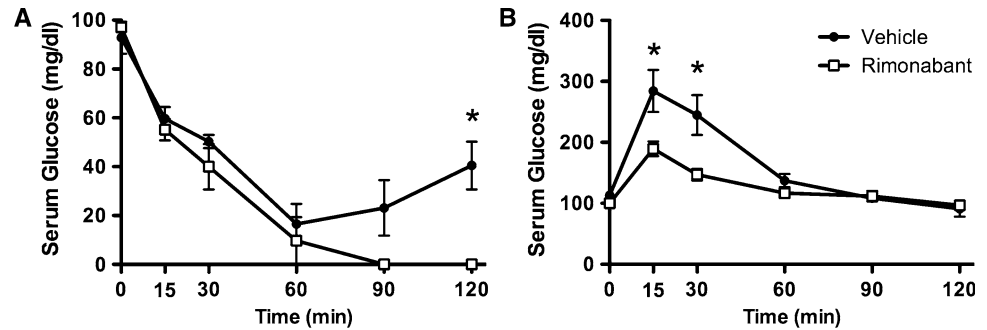 A
Serum Glucose (mg/dl)
100
80
60
40
20
0
*
0 15 30 60 90 120
Time (min)
B
Serum Glucose (mg/dl)
400
300
200
100
0
* *
Vehicle
Rimonabant
0 15 30 60 90 120
Time (min)